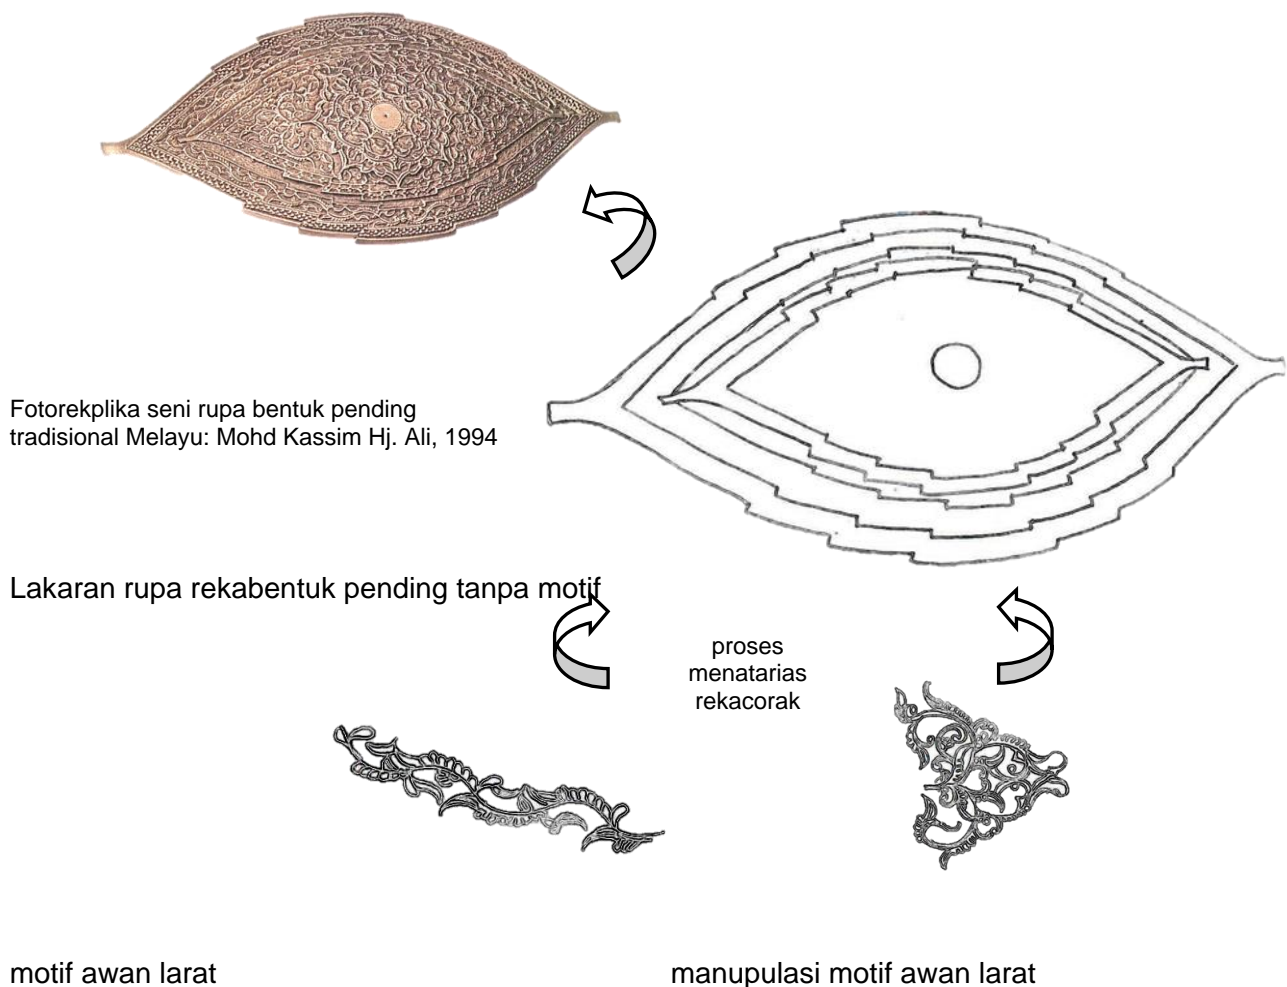 Fotorekplika seni rupa bentuk pending
tradisional Melayu: Mohd Kassim Hj. Ali, 1994
Lakaran rupa rekabentuk pending tanpa motif
proses
menatarias
rekacorak
motif awan larat
manupulasi motif awan larat